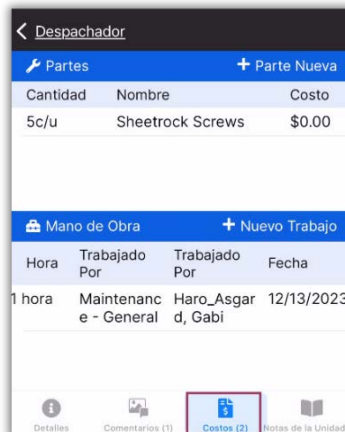 Despachador
Partes + Parte Nueva
Cantidad Nombre Costo
5c/u Sheetrock Screws $0.00
Mano de Obra + Nuevo Trabajo
Hora Trabajado Trabajado Fecha
Por Por
1 hora Maintenanc Haro_Asgar 12/13/2023
e - General d, Gabi
Detalles Comentarios (1) Costos (2) Notas de la Unidad